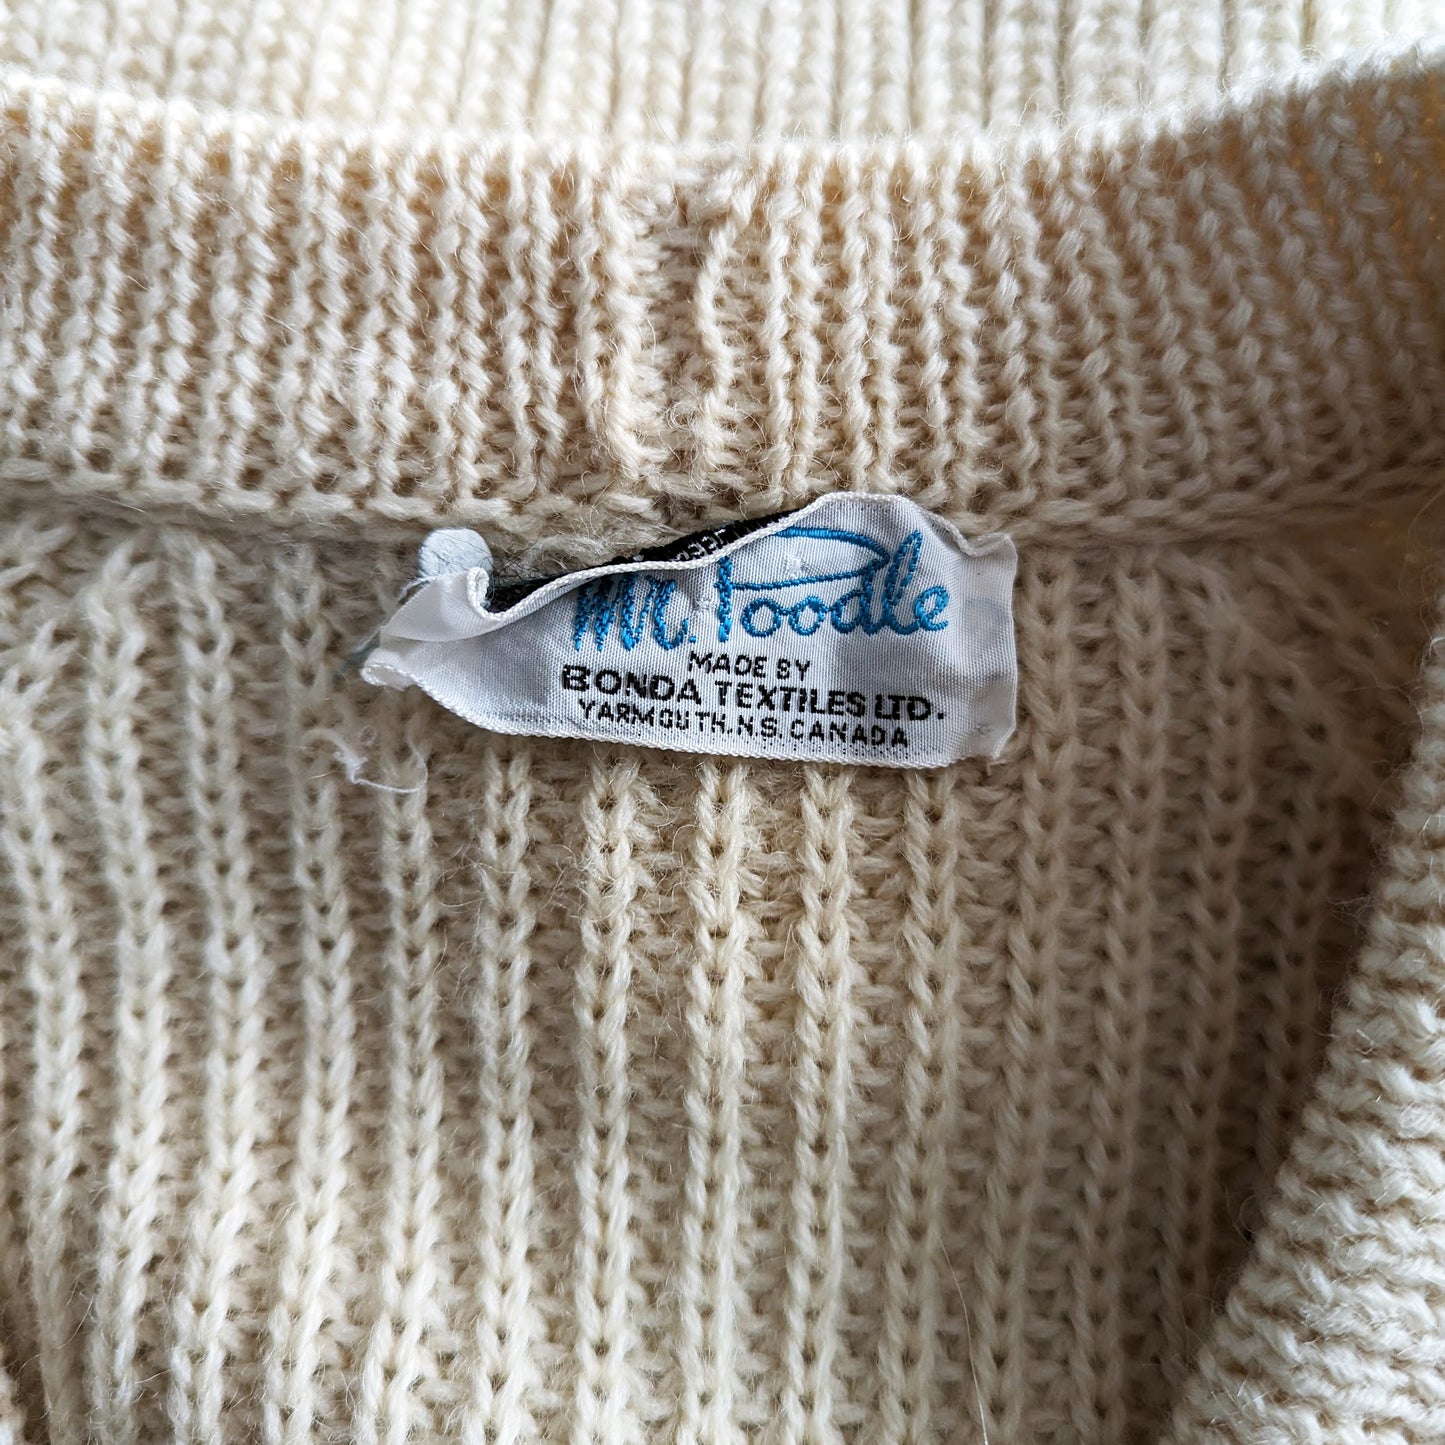 Mr. Poodle
MADE BY
BONDA TEXTILES LTD.
YARMOUTH, N.S. CANADA